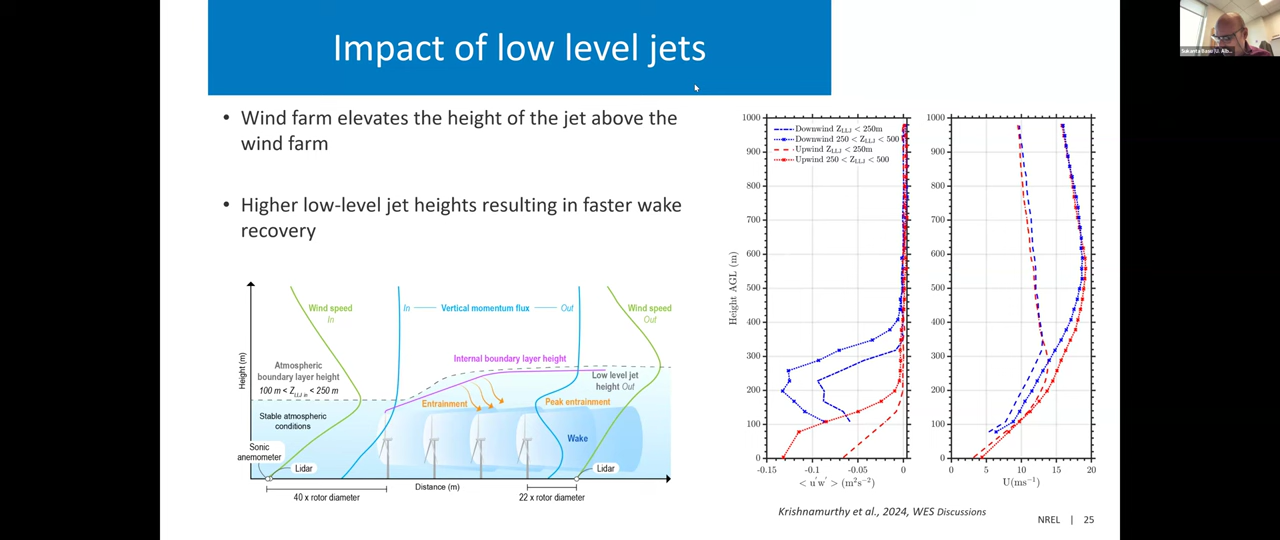 Impact of low level jets
• Wind farm elevates the height of the jet above the
wind farm
• Higher low-level jet heights resulting in faster wake
recovery
Height (m)
Wind speed
In
In
Vertical momentum flux
Out
Wind speed
Out
Atmospheric
boundary layer height
100 m < Z_LLJ in < 250 m
Internal boundary layer height
Low level jet
height Out
Entrainment
Peak entrainment
Stable atmospheric
conditions
Wake
Sonic
anemometer
Lidar
Lidar
40 x rotor diameter
Distance (m)
22 x rotor diameter
Height AGL (m)
1000
900
800
700
600
500
400
300
200
100
0
Downwind Z_LLJ < 250m
Downwind 250 < Z_LLJ < 500
Upwind Z_LLJ < 250m
Upwind 250 < Z_LLJ < 500
-0.15
-0.1
-0.05
0
< u'w' > (m²s⁻²)
1000
900
800
700
600
500
400
300
200
100
0
0
5
10
15
20
U(ms⁻¹)
Krishnamurthy et al., 2024, WES Discussions
NREL | 25